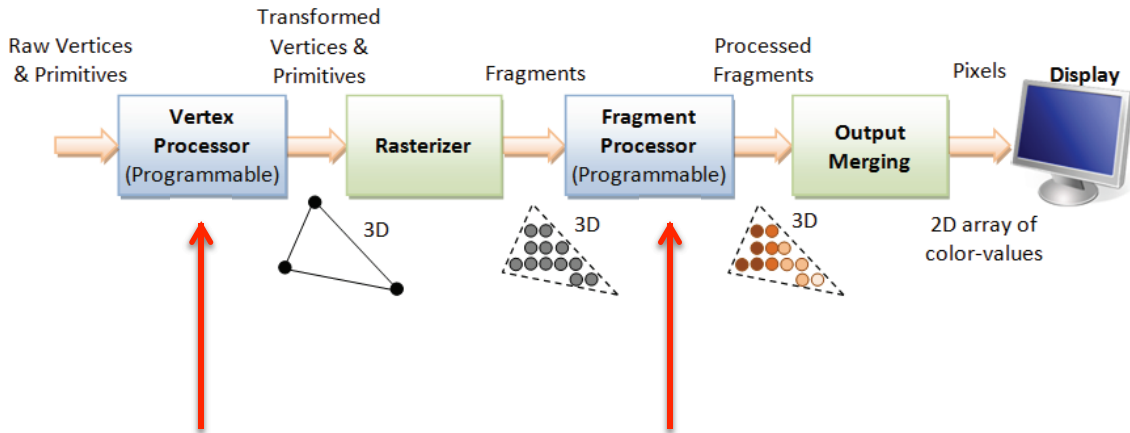 Raw Vertices
& Primitives
Vertex
Processor
(Programmable)
Transformed
Vertices &
Primitives
3D
Rasterizer
Fragments
3D
Fragment
Processor
(Programmable)
Processed
Fragments
3D
Output
Merging
Pixels
Display
2D array of
color-values